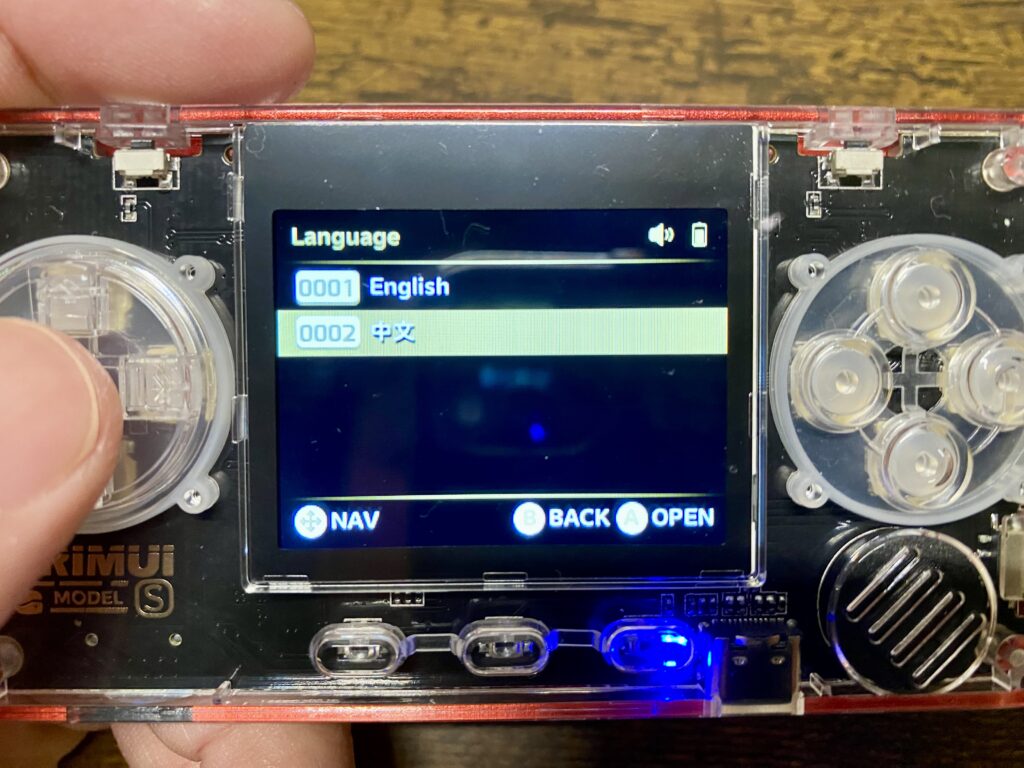 Language
0001 English
0002 中文
NAV B BACK A OPEN
RIMUI
MODEL S